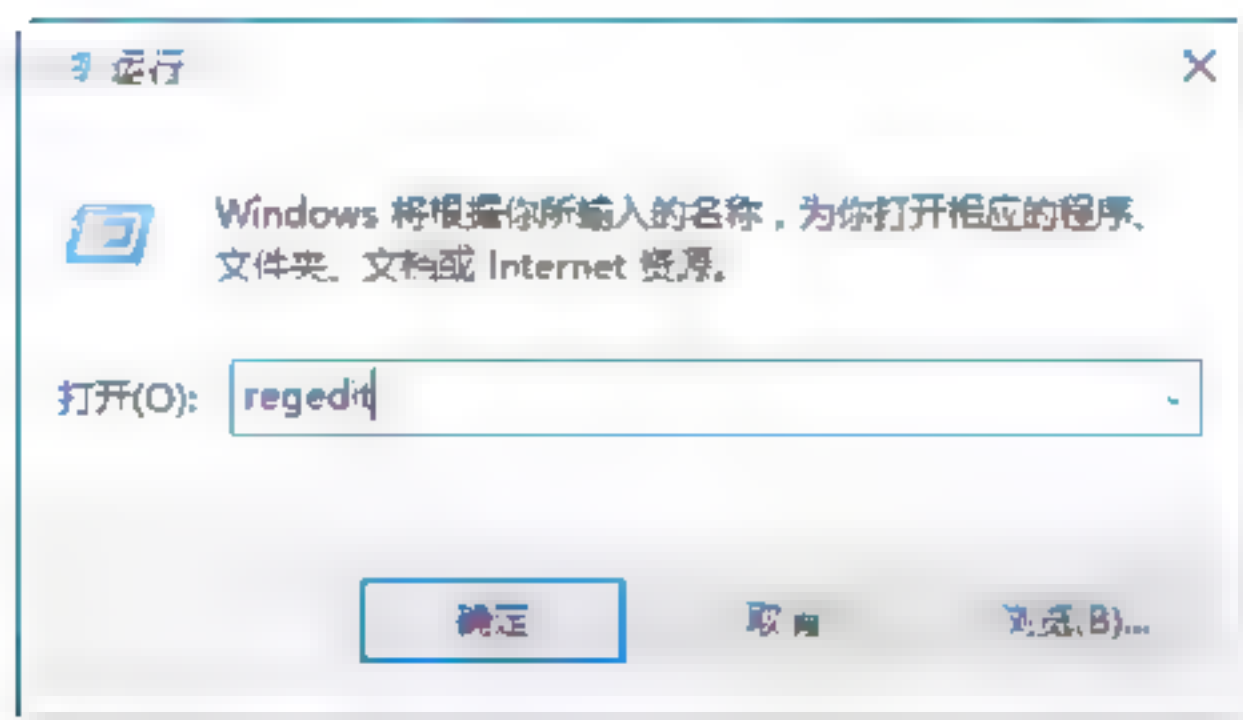 运行
Windows 将根据你所输入的名称，为你打开相应的程序、
文件夹、文档或 Internet 资源。
打开(O): regedit
确定 取消 浏览(B)...